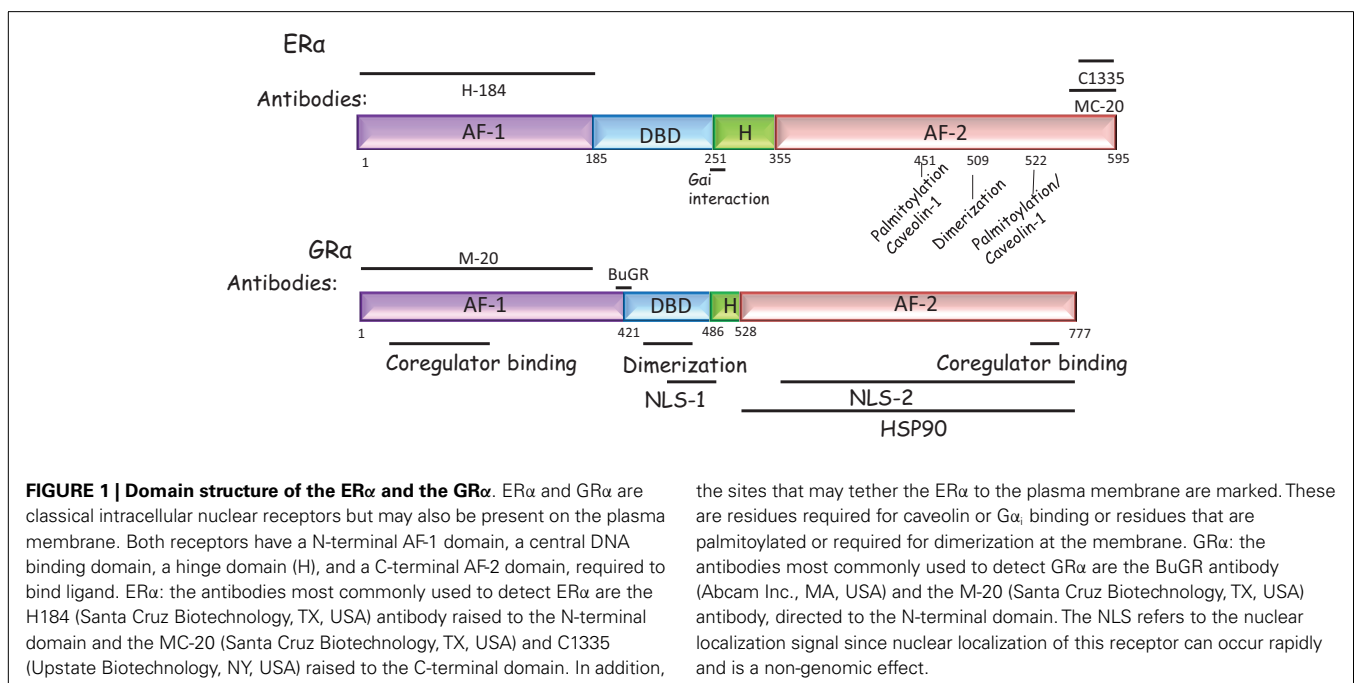 ERα
H-184
C1335
Antibodies:
MC-20
AF-1 DBD H AF-2
1 185 251 355 451 509 522 595
Gαi
interaction
Palmitoylation
Caveolin-1
Dimerization
Palmitoylation/
Caveolin-1
GRα
M-20
BuGR
Antibodies:
AF-1 DBD H AF-2
1 421 486 528 777
Coregulator binding Dimerization Coregulator binding
NLS-1 NLS-2
HSP90
FIGURE 1 | Domain structure of the ERα and the GRα. ERα and GRα are
classical intracellular nuclear receptors but may also be present on the plasma
membrane. Both receptors have a N-terminal AF-1 domain, a central DNA
binding domain, a hinge domain (H), and a C-terminal AF-2 domain, required to
bind ligand. ERα: the antibodies most commonly used to detect ERα are the
H184 (Santa Cruz Biotechnology, TX, USA) antibody raised to the N-terminal
domain and the MC-20 (Santa Cruz Biotechnology, TX, USA) and C1335
(Upstate Biotechnology, NY, USA) raised to the C-terminal domain. In addition,
the sites that may tether the ERα to the plasma membrane are marked. These
are residues required for caveolin or Gαi binding or residues that are
palmitoylated or required for dimerization at the membrane. GRα: the
antibodies most commonly used to detect GRα are the BuGR antibody
(Abcam Inc., MA, USA) and the M-20 (Santa Cruz Biotechnology, TX, USA)
antibody, directed to the N-terminal domain. The NLS refers to the nuclear
localization signal since nuclear localization of this receptor can occur rapidly
and is a non-genomic effect.